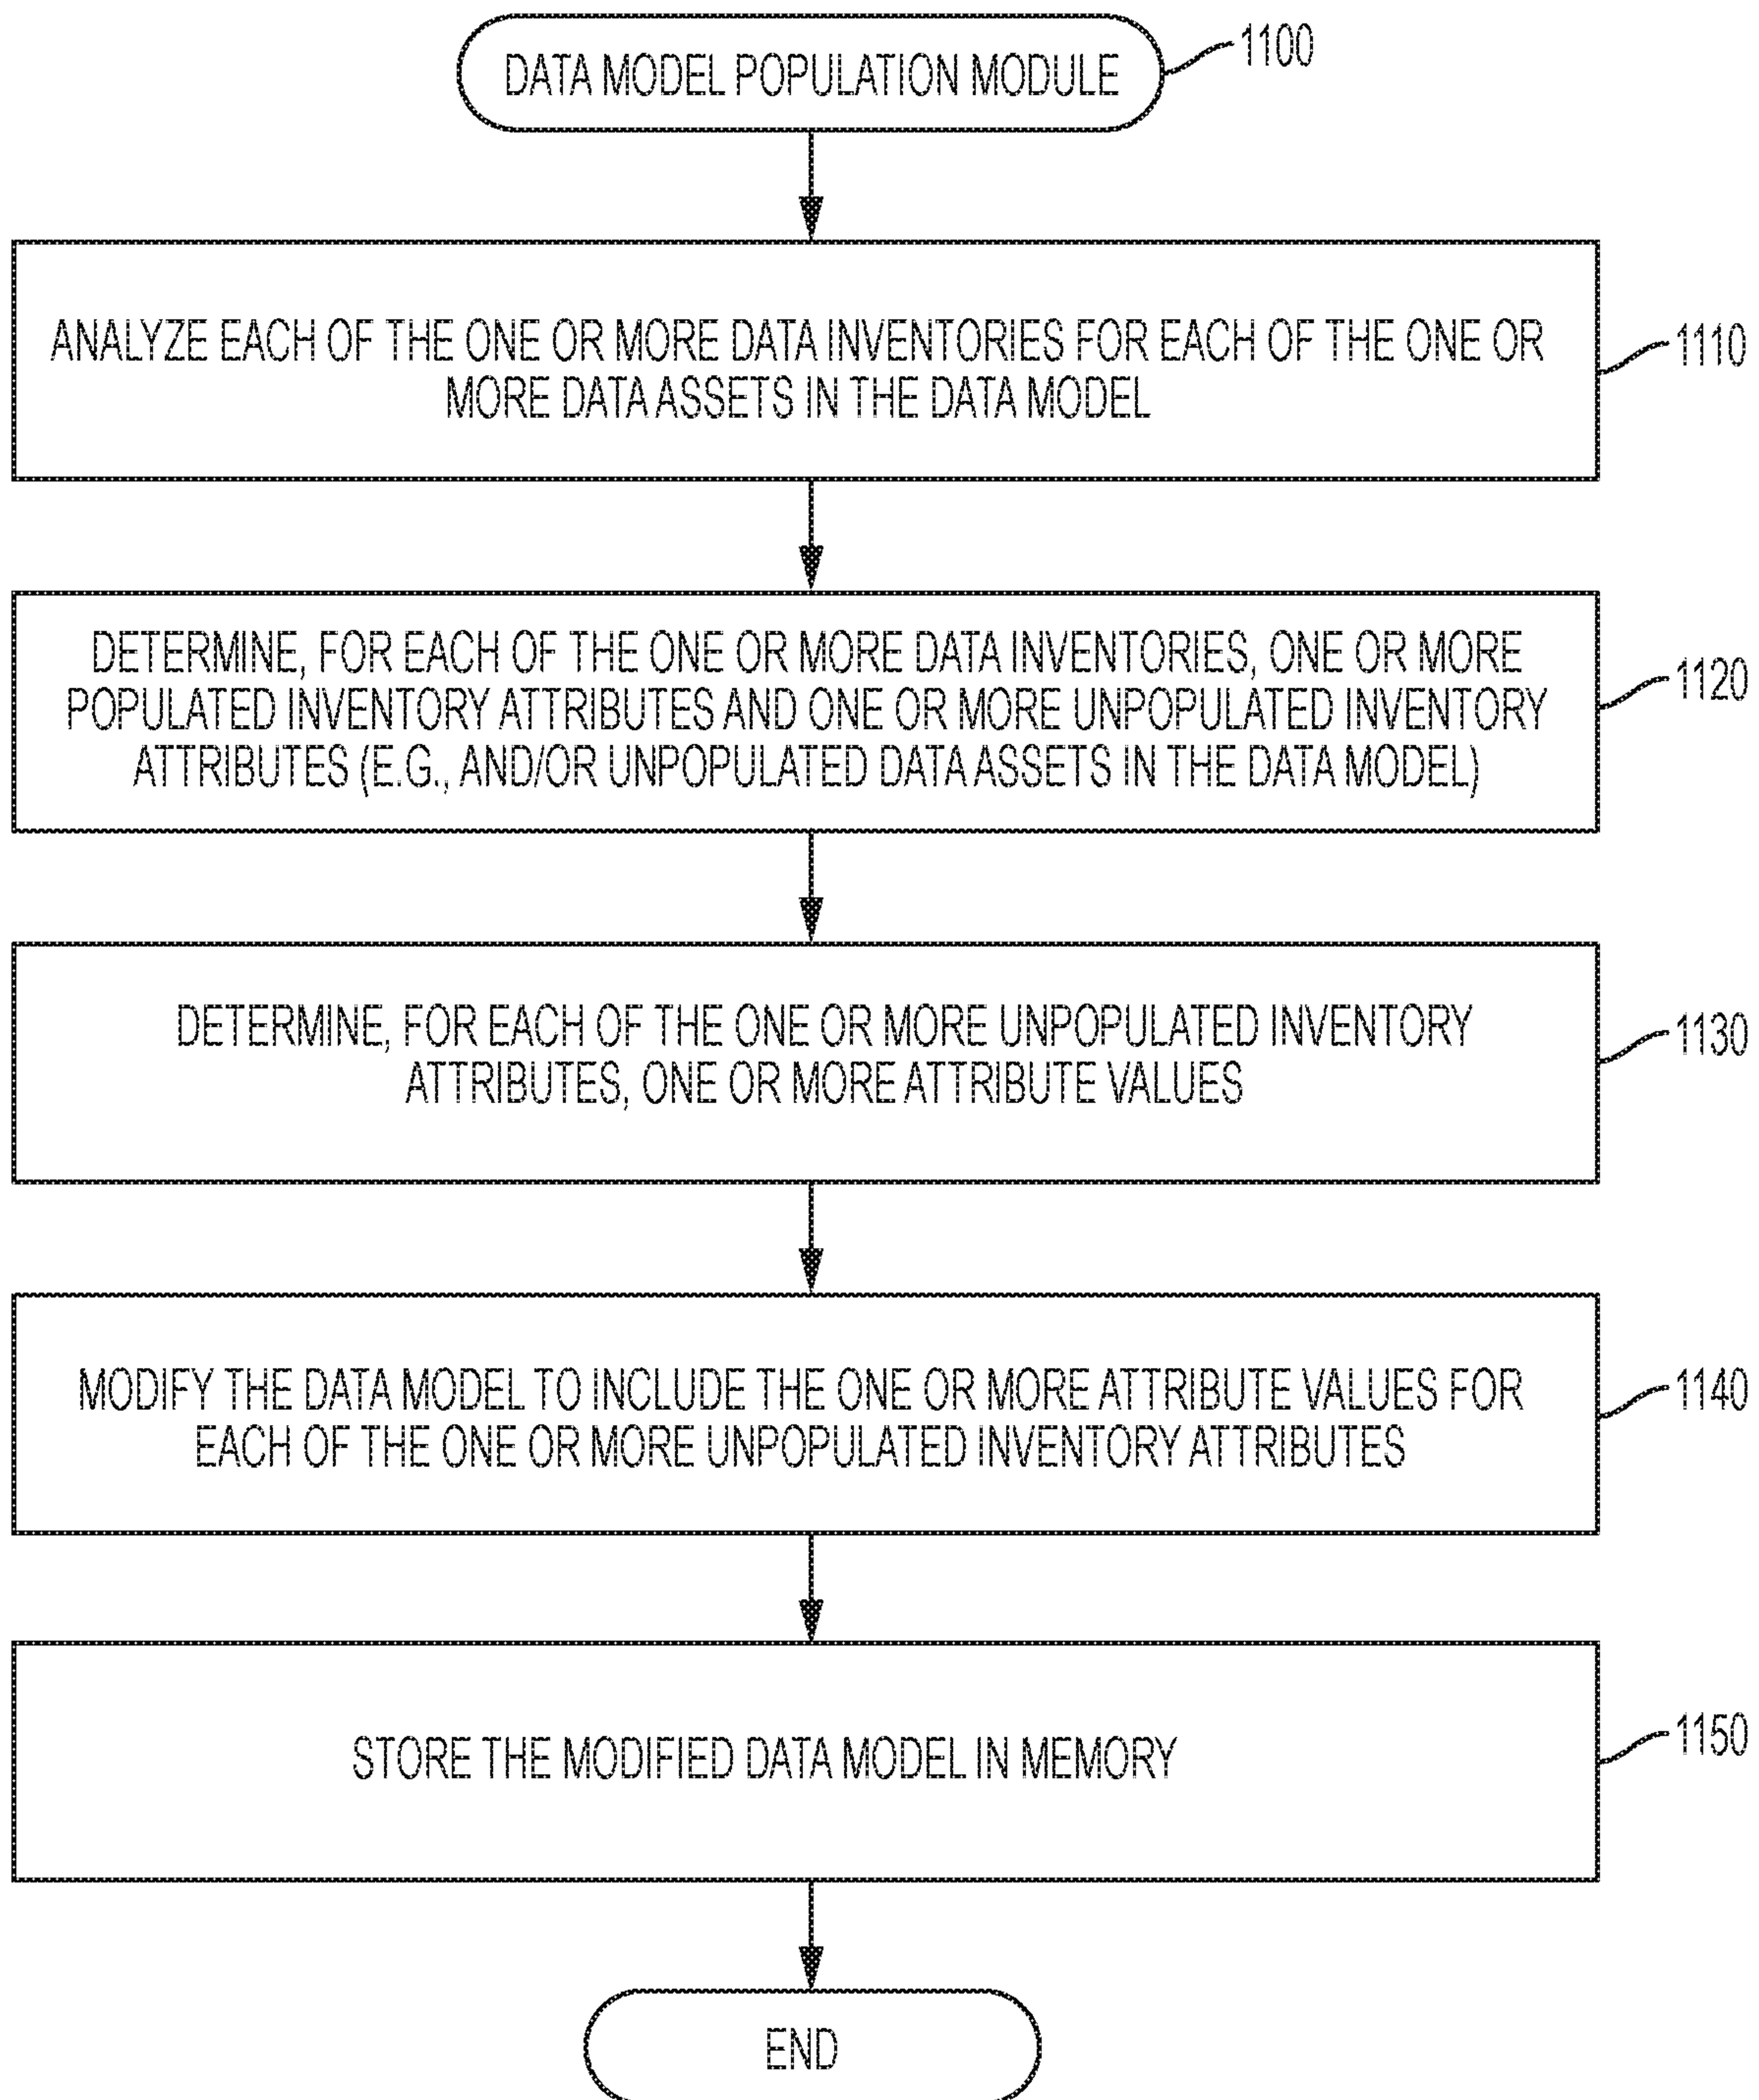 DATA MODEL POPULATION MODULE
1100
ANALYZE EACH OF THE ONE OR MORE DATA INVENTORIES FOR EACH OF THE ONE OR
MORE DATA ASSETS IN THE DATA MODEL
1110
DETERMINE, FOR EACH OF THE ONE OR MORE DATA INVENTORIES, ONE OR MORE
POPULATED INVENTORY ATTRIBUTES AND ONE OR MORE UNPOPULATED INVENTORY
ATTRIBUTES (E.G., AND/OR UNPOPULATED DATA ASSETS IN THE DATA MODEL)
1120
DETERMINE, FOR EACH OF THE ONE OR MORE UNPOPULATED INVENTORY
ATTRIBUTES, ONE OR MORE ATTRIBUTE VALUES
1130
MODIFY THE DATA MODEL TO INCLUDE THE ONE OR MORE ATTRIBUTE VALUES FOR
EACH OF THE ONE OR MORE UNPOPULATED INVENTORY ATTRIBUTES
1140
STORE THE MODIFIED DATA MODEL IN MEMORY
1150
END